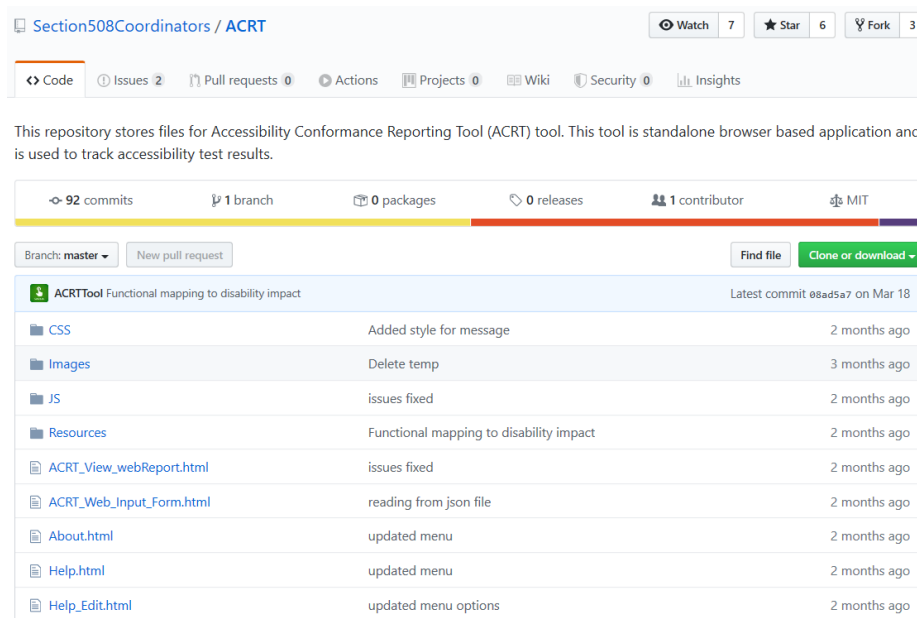 Section508Coordinators / ACRT
Watch 7 Star 6 Fork 3
Code Issues 2 Pull requests 0 Actions Projects 0 Wiki Security 0 Insights
This repository stores files for Accessibility Conformance Reporting Tool (ACRT) tool. This tool is standalone browser based application and
is used to track accessibility test results.
92 commits 1 branch 0 packages 0 releases 1 contributor MIT
Branch: master New pull request Find file Clone or download
ACRTTool Functional mapping to disability impact Latest commit 08ad5a7 on Mar 18
CSS Added style for message 2 months ago
Images Delete temp 3 months ago
JS issues fixed 2 months ago
Resources Functional mapping to disability impact 2 months ago
ACRT_View_webReport.html issues fixed 2 months ago
ACRT_Web_Input_Form.html reading from json file 2 months ago
About.html updated menu 2 months ago
Help.html updated menu 2 months ago
Help_Edit.html updated menu options 2 months ago